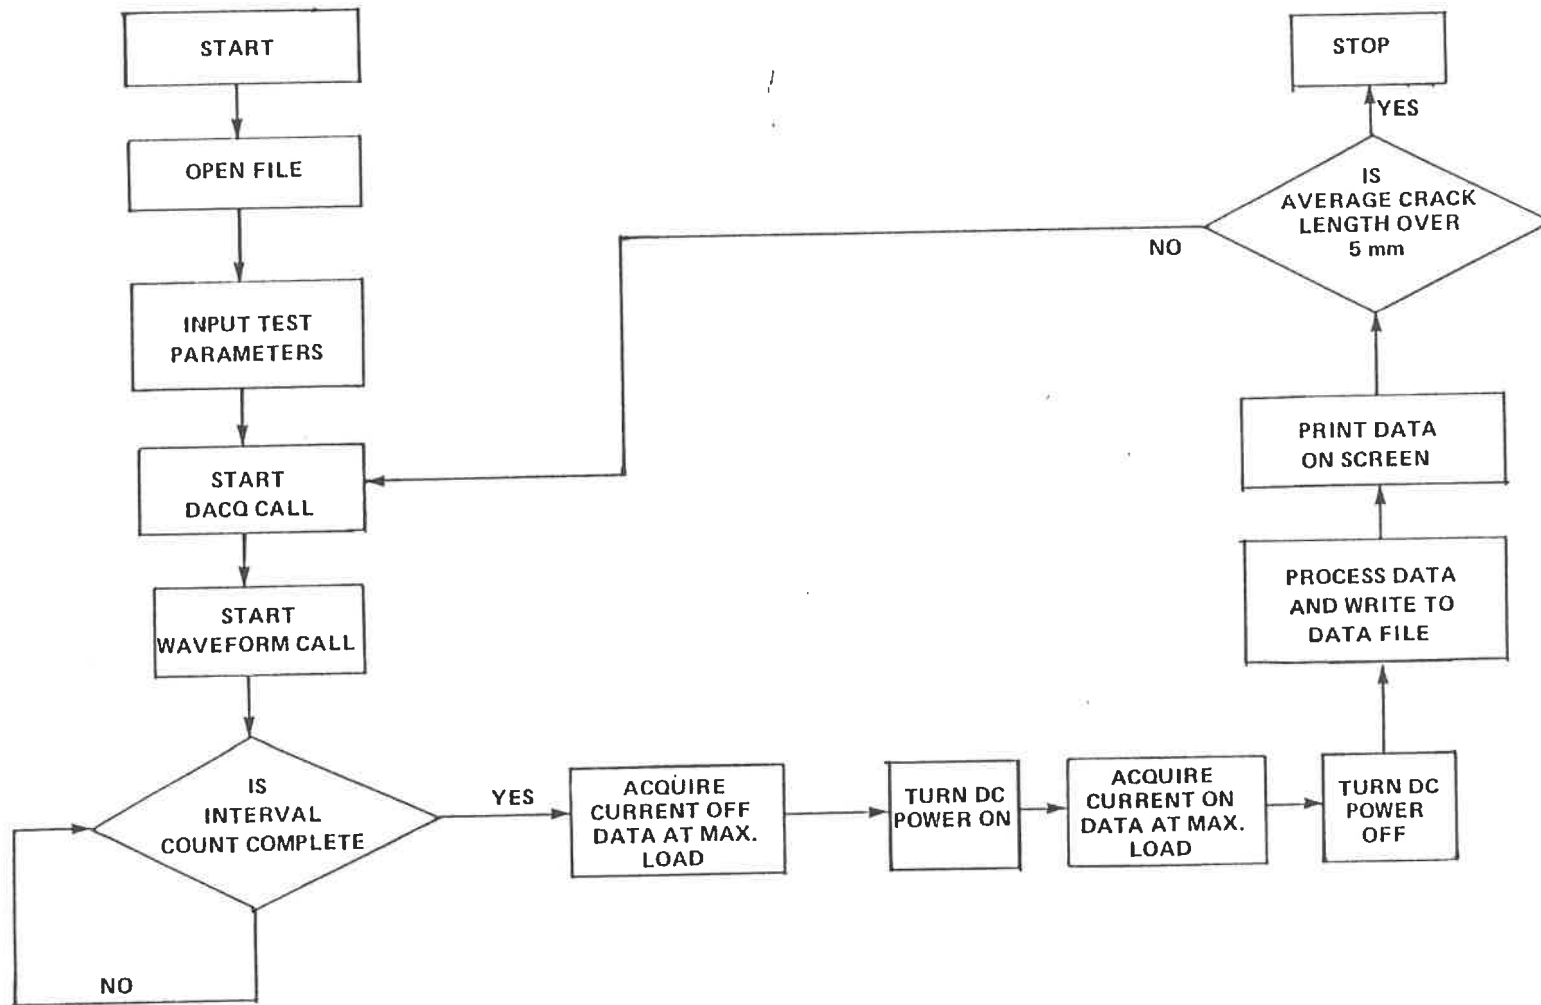 START
OPEN FILE
INPUT TEST
PARAMETERS
START
DACQ CALL
START
WAVEFORM CALL
IS
INTERVAL
COUNT COMPLETE
NO
YES
ACQUIRE
CURRENT OFF
DATA AT MAX.
LOAD
TURN DC
POWER ON
ACQUIRE
CURRENT ON
DATA AT MAX.
LOAD
TURN DC
POWER
OFF
PROCESS DATA
AND WRITE TO
DATA FILE
PRINT DATA
ON SCREEN
IS
AVERAGE CRACK
LENGTH OVER
5 mm
NO
YES
STOP